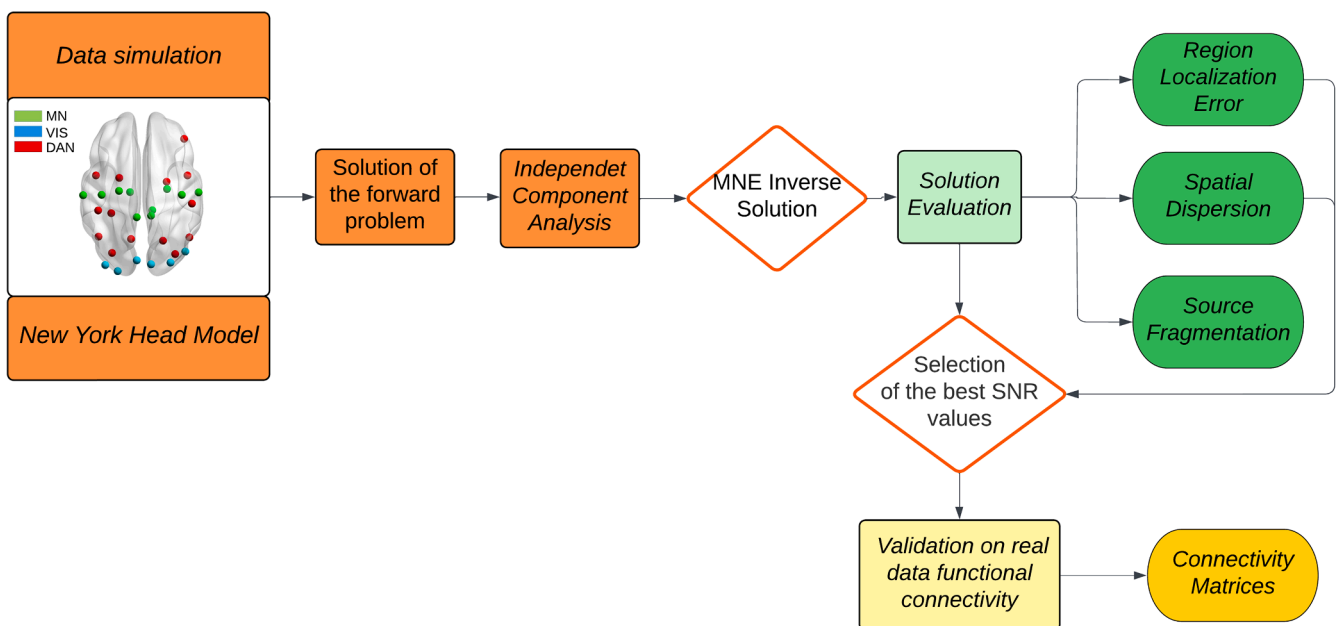 Data simulation
MN
VIS
DAN
New York Head Model
Solution of
the forward
problem
Independet
Component
Analysis
MNE Inverse
Solution
Solution
Evaluation
Region
Localization
Error
Spatial
Dispersion
Source
Fragmentation
Selection
of the best SNR
values
Validation on real
data functional
connectivity
Connectivity
Matrices